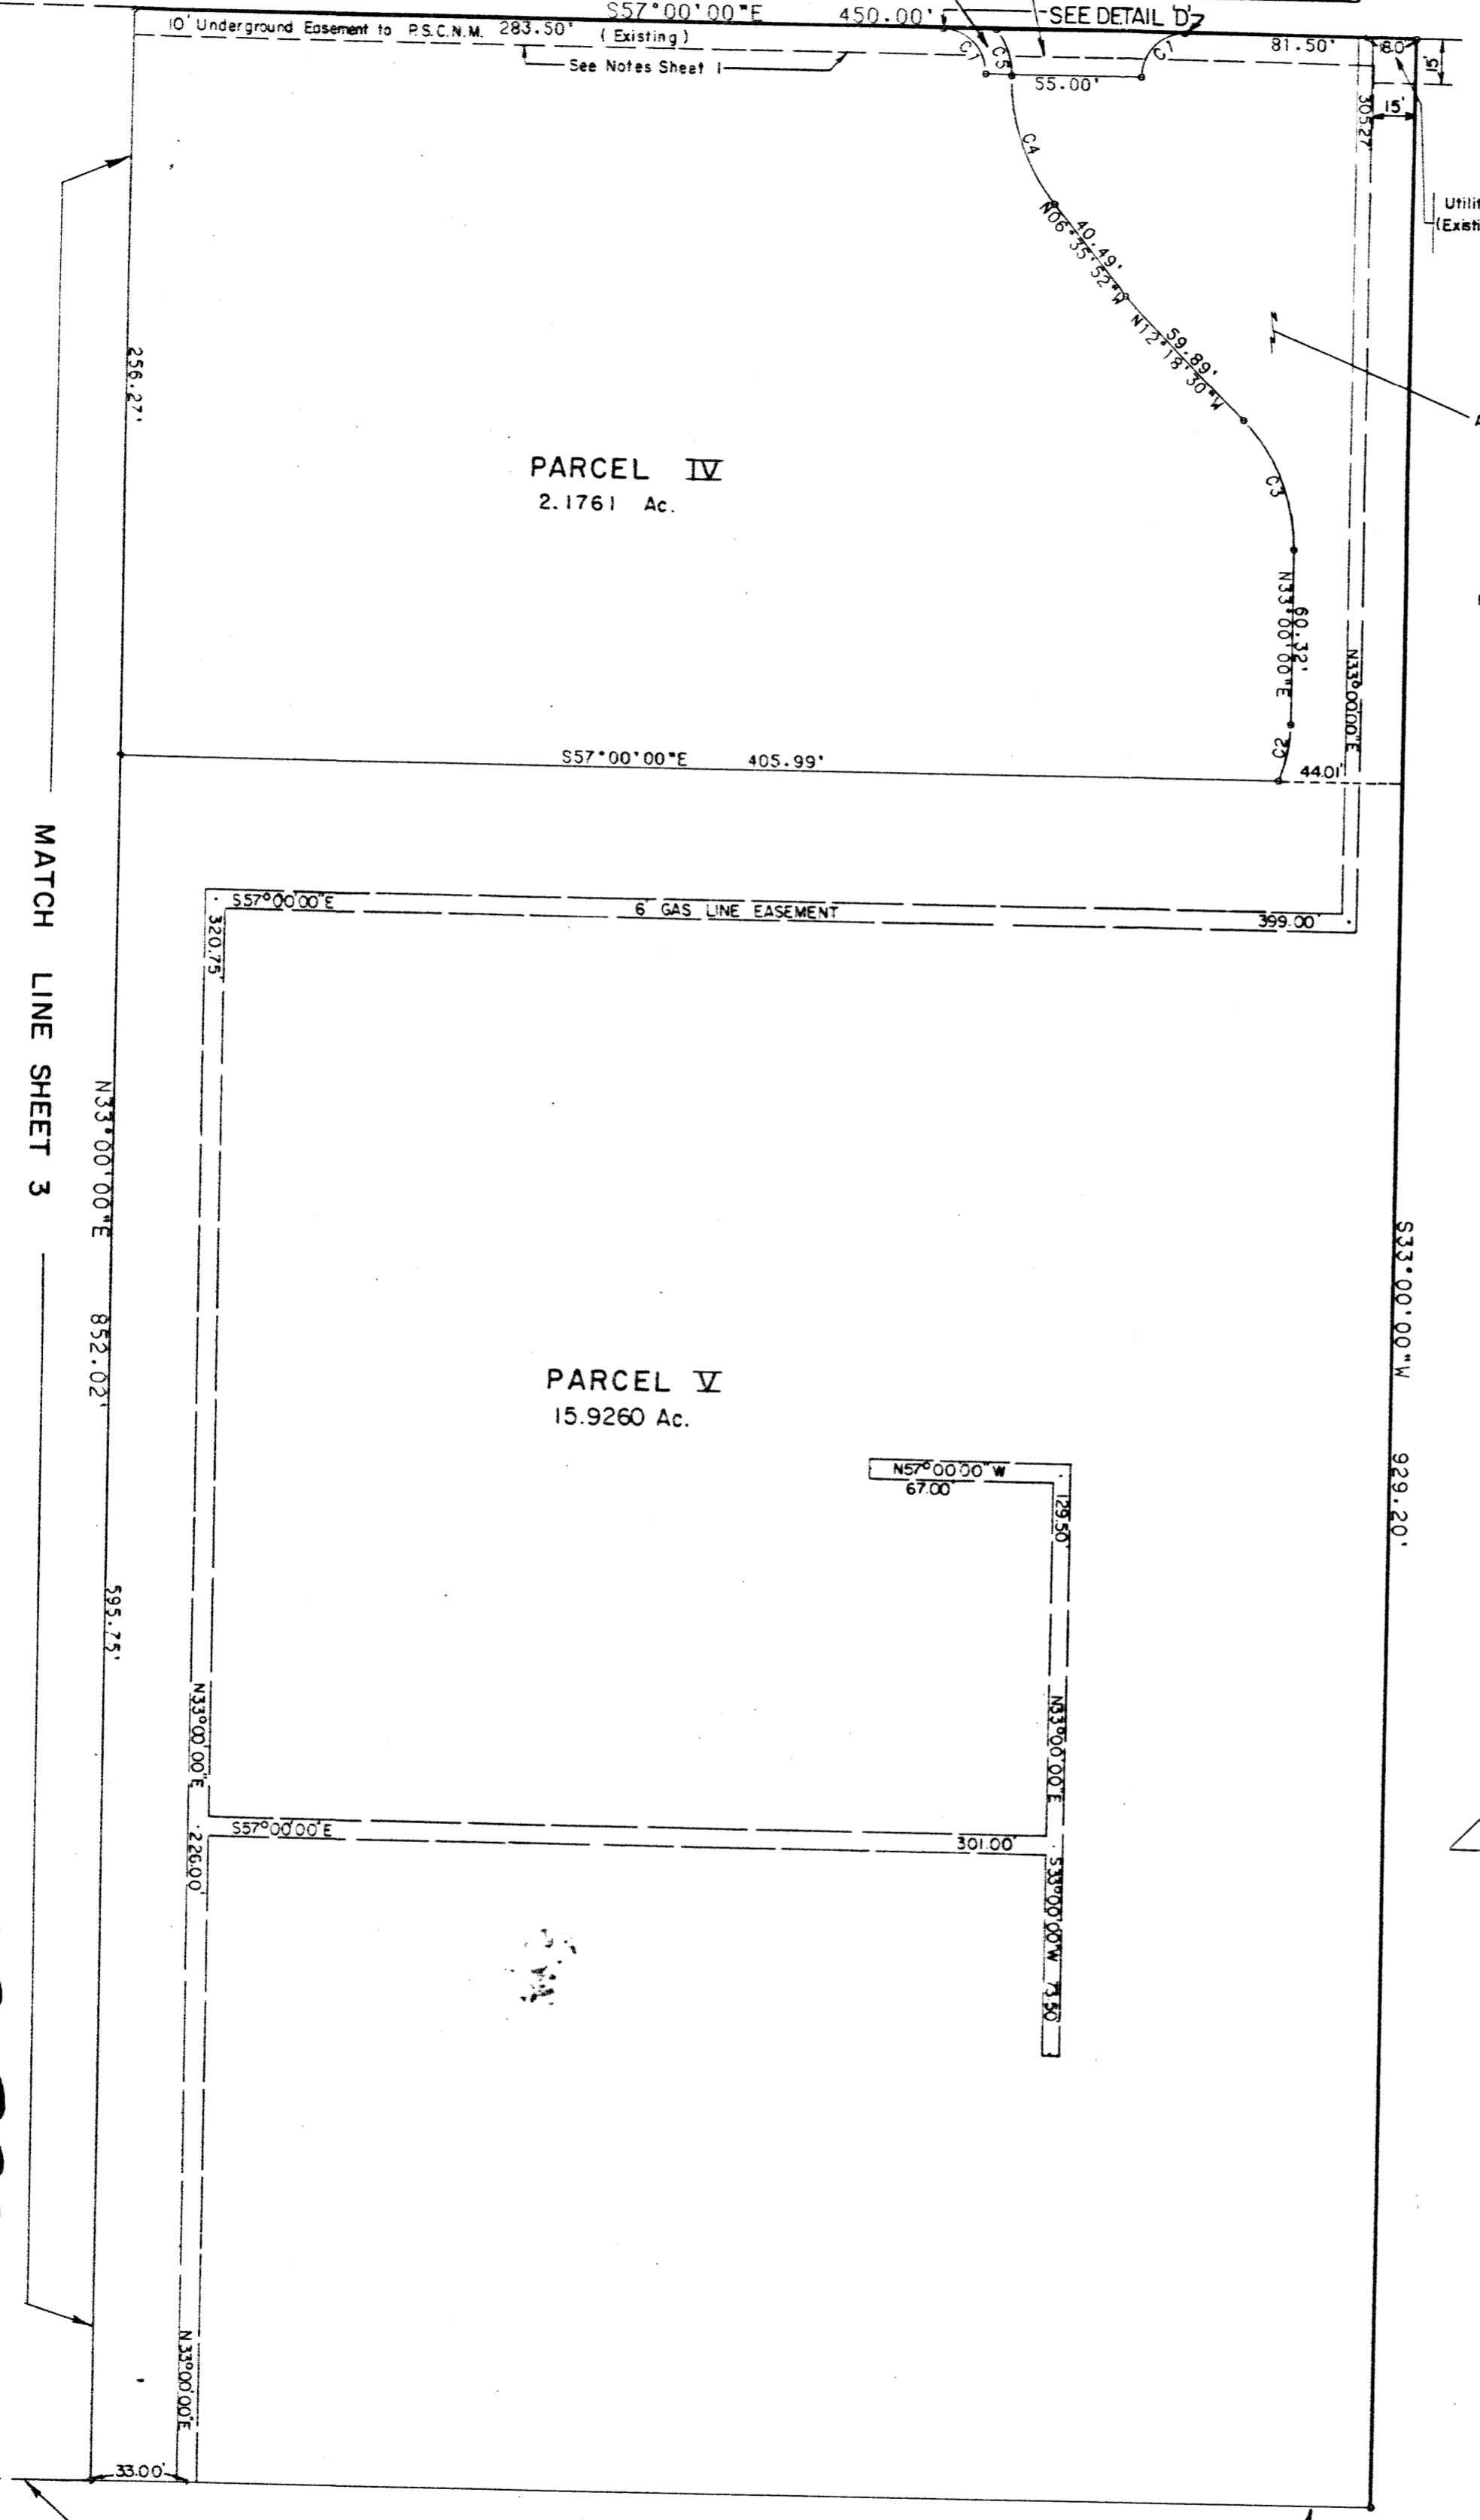 S57°00'00"E 450.00'
SEE DETAIL 'D'
10' Underground Easement to P.S.C.N.M. 283.50' (Existing)
See Notes Sheet 1
C7
C5
55.00'
C1
81.50'
8.0'
15'
15'
305.27'
C4
40.49'
N06°35'52"W
59.89'
N12°18'30"W
256.27'
PARCEL IV
2.1761 Ac.
C3
60.32'
N33°00'00"E
N33°00'00"E
C2
44.01'
S57°00'00"E 405.99'
MATCH LINE SHEET 3
S57°00'00"E
6' GAS LINE EASEMENT
399.00'
320.75'
N33°00'00"E 852.02'
S33°00'00"W 929.20'
PARCEL V
15.9260 Ac.
N57°00'00"W
67.00'
129.50'
595.75'
N33°00'00"E
N33°00'00"E
S57°00'00"E
301.00'
226.00'
S33°00'00"W 73.50'
N33°00'00"E
33.00'